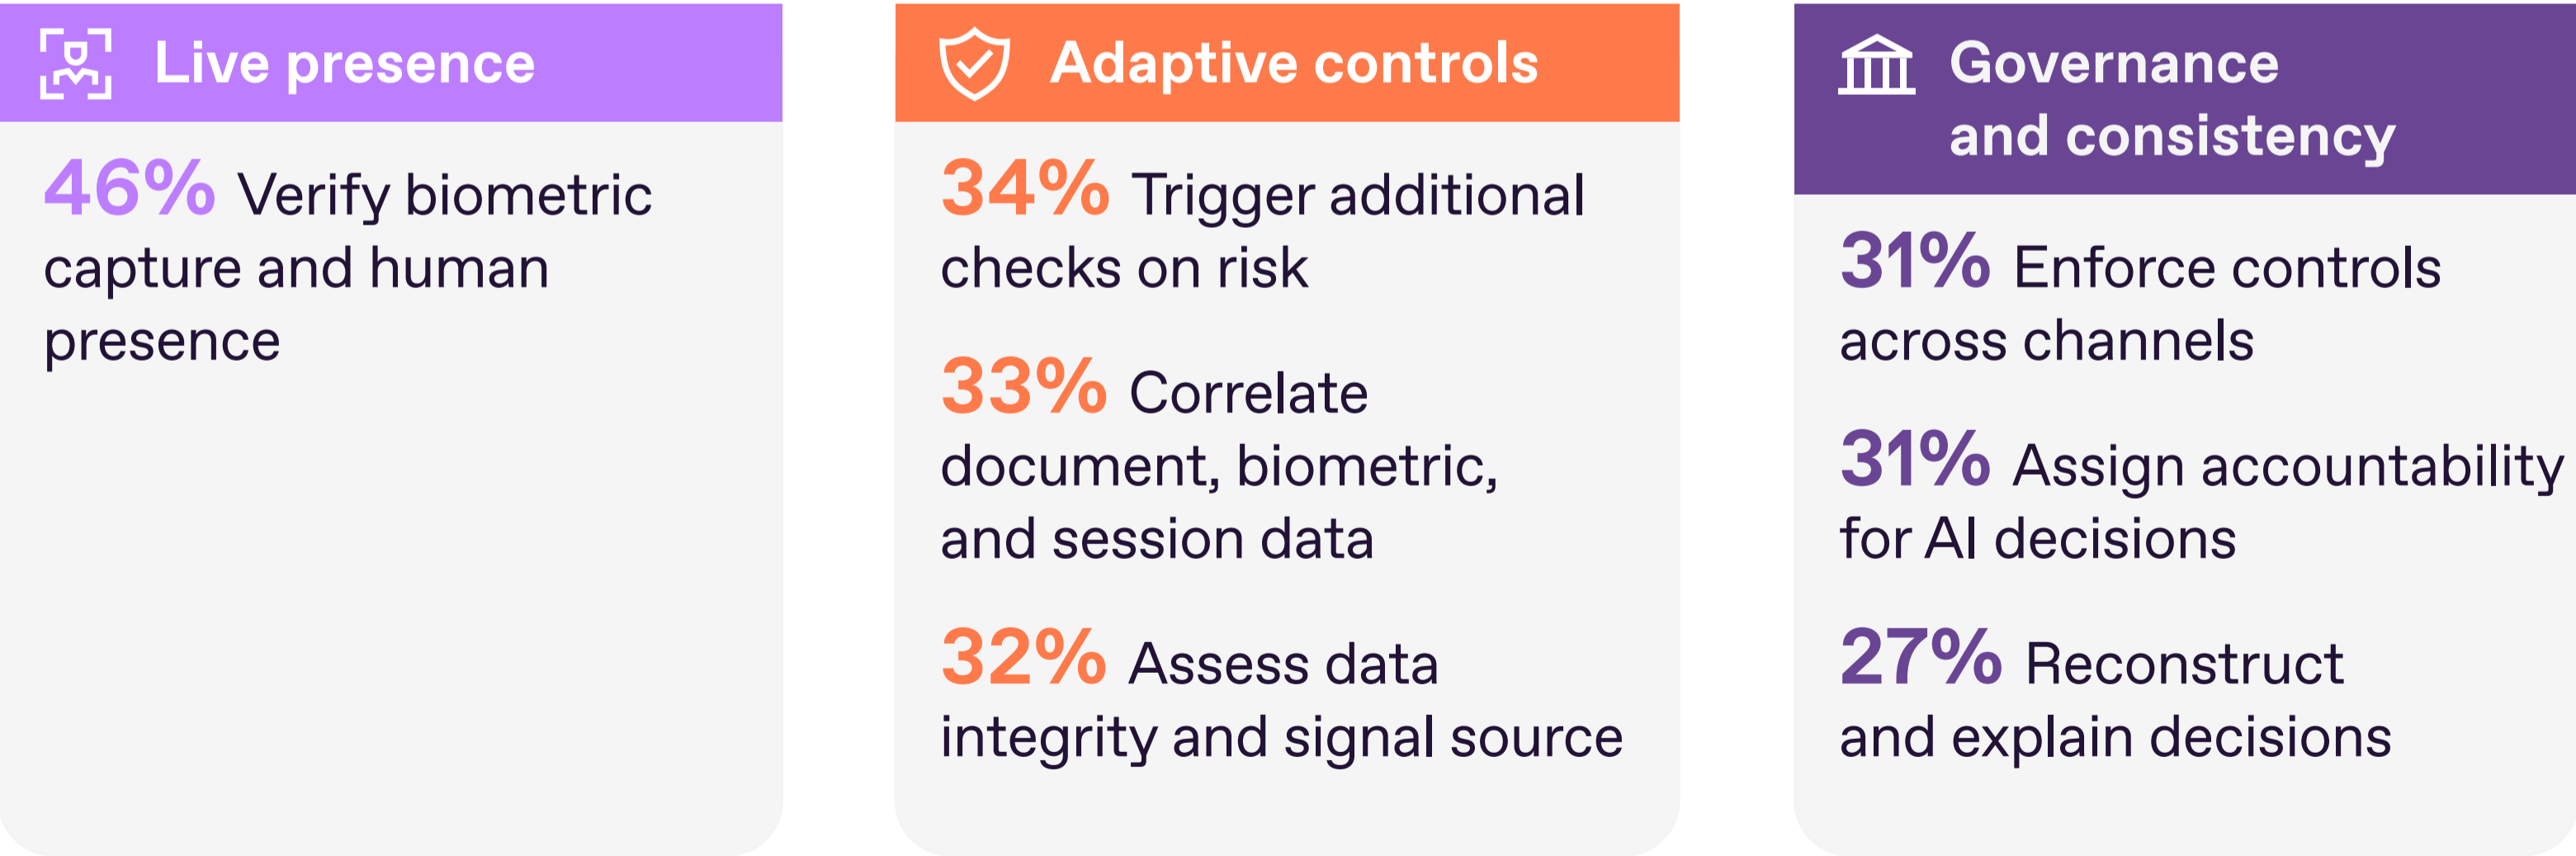 Live presence
46% Verify biometric
capture and human
presence
Adaptive controls
34% Trigger additional
checks on risk
33% Correlate
document, biometric,
and session data
32% Assess data
integrity and signal source
Governance
and consistency
31% Enforce controls
across channels
31% Assign accountability
for AI decisions
27% Reconstruct
and explain decisions